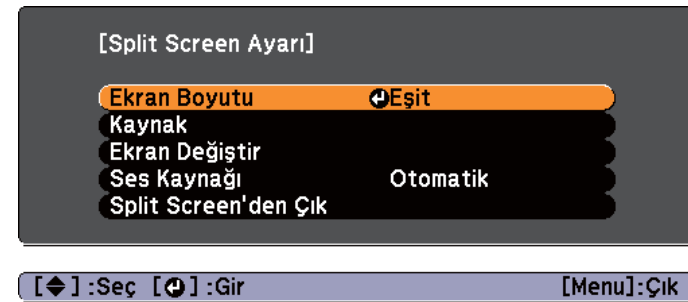 [Split Screen Ayarı]
Ekran Boyutu Eşit
Kaynak
Ekran Değiştir
Ses Kaynağı Otomatik
Split Screen'den Çık
[◆] :Seç [↵] :Gir [Menu]:Çık